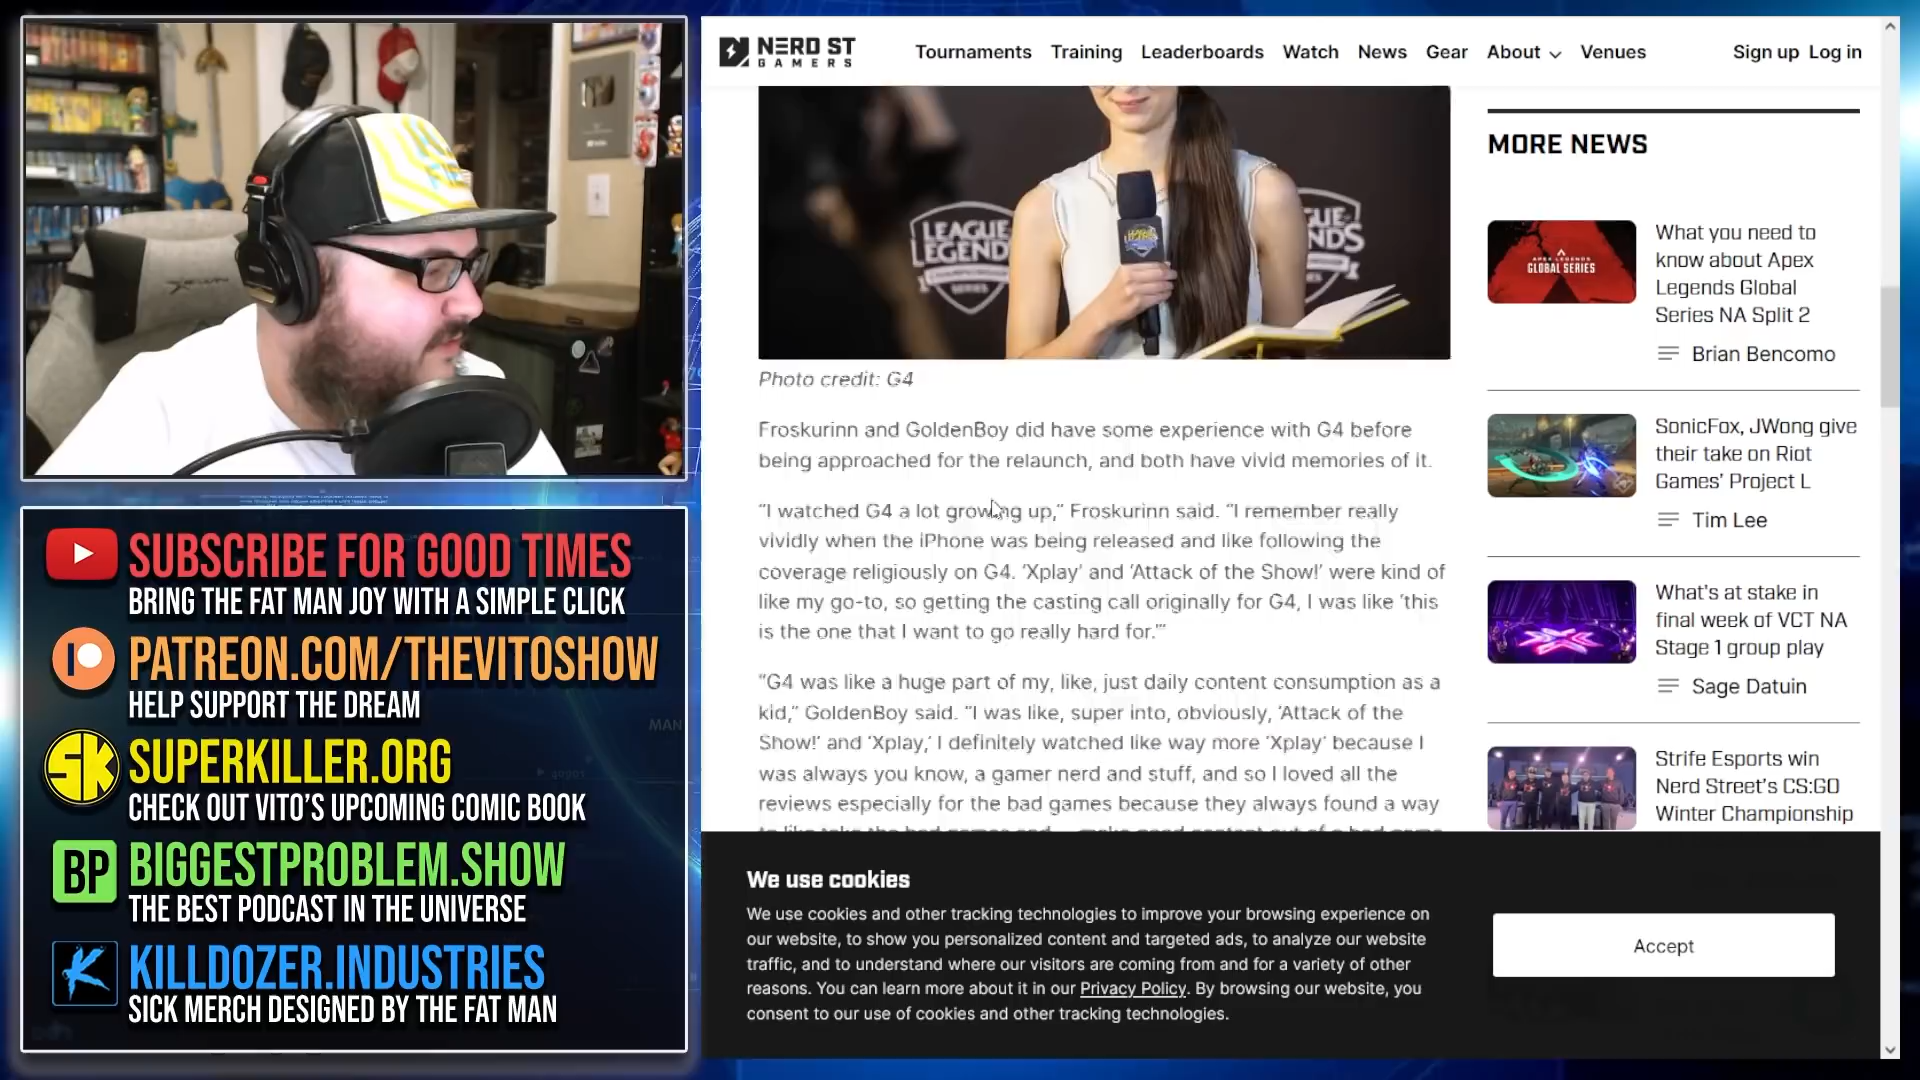 SUBSCRIBE FOR GOOD TIMES
BRING THE FAT MAN JOY WITH A SIMPLE CLICK
PATREON.COM/THEVITOSHOW
HELP SUPPORT THE DREAM
SK
SUPERKILLER.ORG
CHECK OUT VITO'S UPCOMING COMIC BOOK
BP
BIGGESTPROBLEM.SHOW
THE BEST PODCAST IN THE UNIVERSE
K
KILLDOZER.INDUSTRIES
SICK MERCH DESIGNED BY THE FAT MAN
NERD ST
GAMERS
Tournaments Training Leaderboards Watch News Gear About Venues
Sign up Log in
LEAGUE
LEGENDS
CHAMPIONSHIP
SERIES
Photo credit: G4
Froskurinn and GoldenBoy did have some experience with G4 before
being approached for the relaunch, and both have vivid memories of it.
“I watched G4 a lot growing up,” Froskurinn said. “I remember really
vividly when the iPhone was being released and like following the
coverage religiously on G4. ‘Xplay’ and ‘Attack of the Show!’ were kind of
like my go-to, so getting the casting call originally for G4, I was like ‘this
is the one that I want to go really hard for.’”
“G4 was like a huge part of my, like, just daily content consumption as a
kid,” GoldenBoy said. “I was like, super into, obviously, ‘Attack of the
Show!’ and ‘Xplay,’ I definitely watched like way more ‘Xplay’ because I
was always you know, a gamer nerd and stuff, and so I loved all the
reviews especially for the bad games because they always found a way
MORE NEWS
APEX LEGENDS
GLOBAL SERIES
What you need to
know about Apex
Legends Global
Series NA Split 2
Brian Bencomo
SonicFox, JWong give
their take on Riot
Games’ Project L
Tim Lee
What's at stake in
final week of VCT NA
Stage 1 group play
Sage Datuin
Strife Esports win
Nerd Street’s CS:GO
Winter Championship
We use cookies
We use cookies and other tracking technologies to improve your browsing experience on
our website, to show you personalized content and targeted ads, to analyze our website
traffic, and to understand where our visitors are coming from and for a variety of other
reasons. You can learn more about it in our Privacy Policy. By browsing our website, you
consent to our use of cookies and other tracking technologies.
Accept